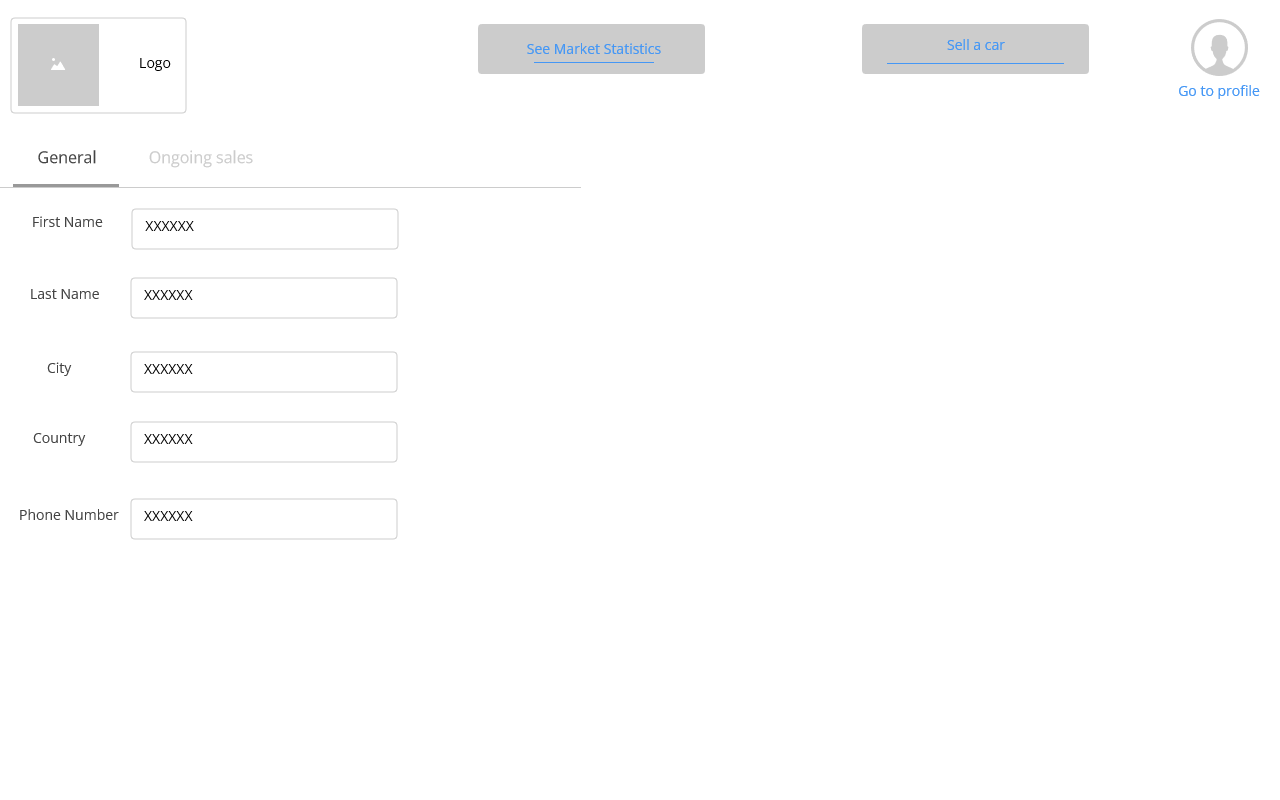 Logo
See Market Statistics
Sell a car
Go to profile
General
Ongoing sales
First Name
XXXXXX
Last Name
XXXXXX
City
XXXXXX
Country
XXXXXX
Phone Number
XXXXXX